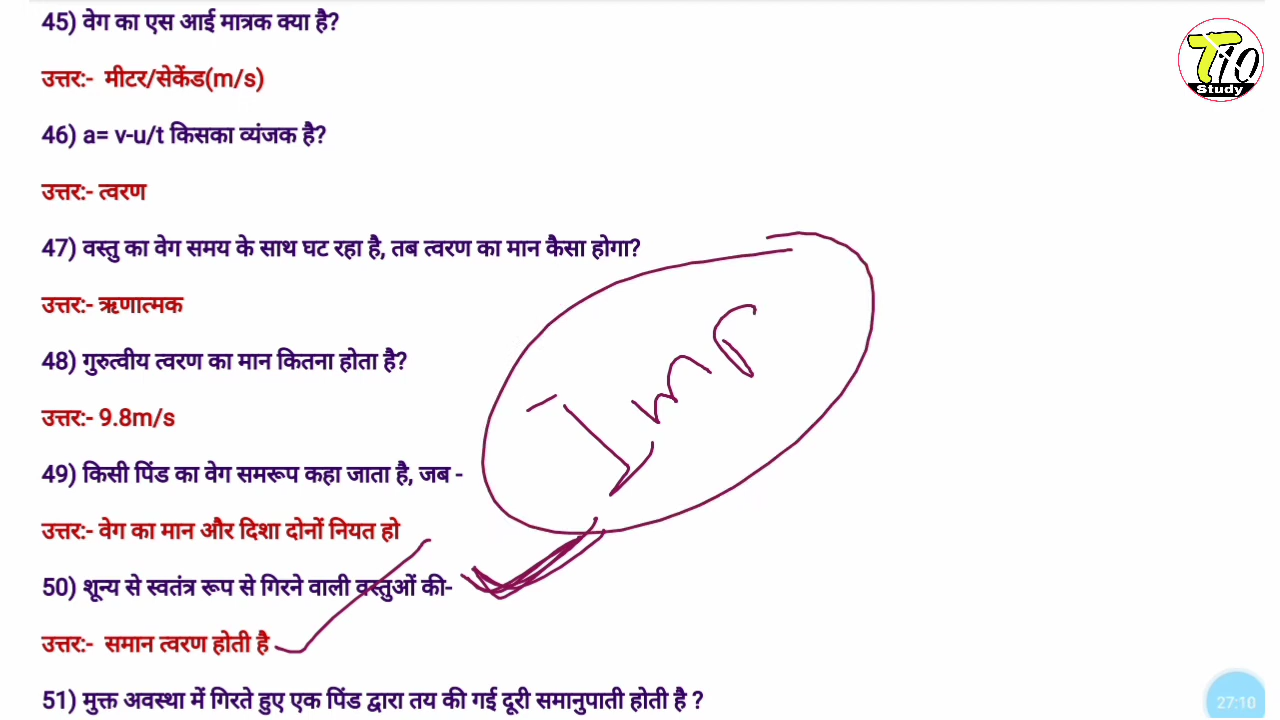 45) वेग का एस आई मात्रक क्या है?
उत्तर:- मीटर/सेकेंड(m/s)
46) a= v-u/t किसका व्यंजक है?
उत्तर:- त्वरण
47) वस्तु का वेग समय के साथ घट रहा है, तब त्वरण का मान कैसा होगा?
उत्तर:- ऋणात्मक
48) गुरुत्वीय त्वरण का मान कितना होता है?
उत्तर:- 9.8m/s
49) किसी पिंड का वेग समरूप कहा जाता है, जब -
उत्तर:- वेग का मान और दिशा दोनों नियत हो
50) शून्य से स्वतंत्र रूप से गिरने वाली वस्तुओं की-
उत्तर:- समान त्वरण होती है
51) मुक्त अवस्था में गिरते हुए एक पिंड द्वारा तय की गई दूरी समानुपाती होती है ?
Imp
T10
Study
27:10